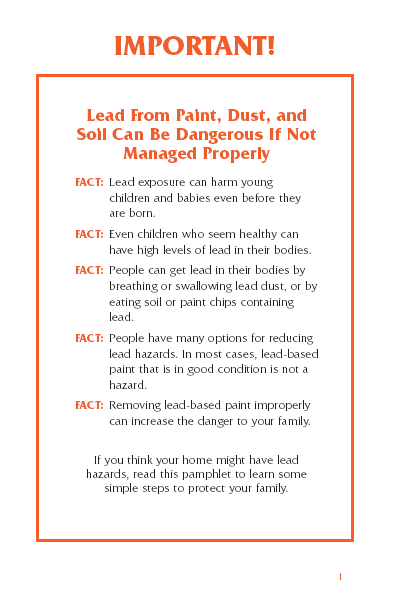 IMPORTANT!
Lead From Paint, Dust, and
Soil Can Be Dangerous If Not
Managed Properly
FACT: Lead exposure can harm young
children and babies even before they
are born.
FACT: Even children who seem healthy can
have high levels of lead in their bodies.
FACT: People can get lead in their bodies by
breathing or swallowing lead dust, or by
eating soil or paint chips containing
lead.
FACT: People have many options for reducing
lead hazards. In most cases, lead-based
paint that is in good condition is not a
hazard.
FACT: Removing lead-based paint improperly
can increase the danger to your family.
If you think your home might have lead
hazards, read this pamphlet to learn some
simple steps to protect your family.
1